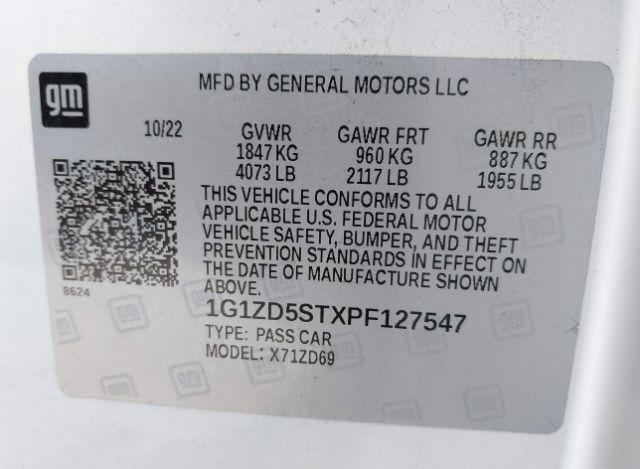 gm
MFD BY GENERAL MOTORS LLC
10/22 GVWR GAWR FRT GAWR RR
1847 KG 960 KG 887 KG
4073 LB 2117 LB 1955 LB
THIS VEHICLE CONFORMS TO ALL
APPLICABLE U.S. FEDERAL MOTOR
VEHICLE SAFETY, BUMPER, AND THEFT
PREVENTION STANDARDS IN EFFECT ON
THE DATE OF MANUFACTURE SHOWN
ABOVE.
8624
1G1ZD5STXPF127547
TYPE: PASS CAR
MODEL: X71ZD69